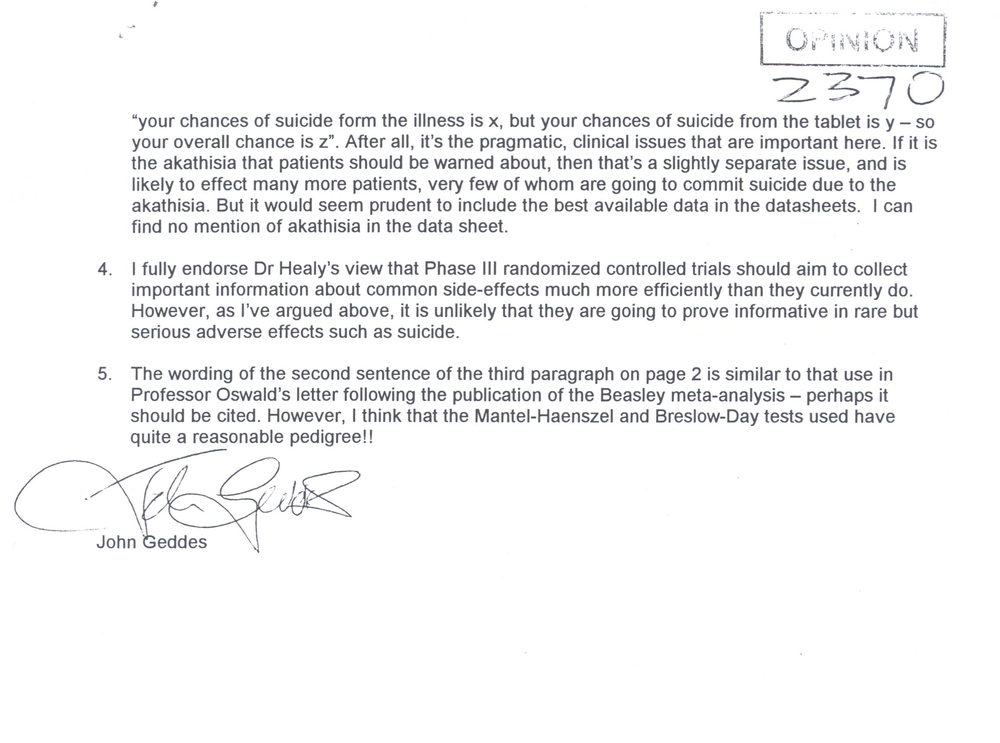 OPINION
2370
“your chances of suicide form the illness is x, but your chances of suicide from the tablet is y – so
your overall chance is z”. After all, it’s the pragmatic, clinical issues that are important here. If it is
the akathisia that patients should be warned about, then that’s a slightly separate issue, and is
likely to effect many more patients, very few of whom are going to commit suicide due to the
akathisia. But it would seem prudent to include the best available data in the datasheets.  I can
find no mention of akathisia in the data sheet.
4. I fully endorse Dr Healy’s view that Phase III randomized controlled trials should aim to collect
important information about common side-effects much more efficiently than they currently do.
However, as I’ve argued above, it is unlikely that they are going to prove informative in rare but
serious adverse effects such as suicide.
5. The wording of the second sentence of the third paragraph on page 2 is similar to that use in
Professor Oswald’s letter following the publication of the Beasley meta-analysis – perhaps it
should be cited. However, I think that the Mantel-Haenszel and Breslow-Day tests used have
quite a reasonable pedigree!!
John Geddes
John Geddes